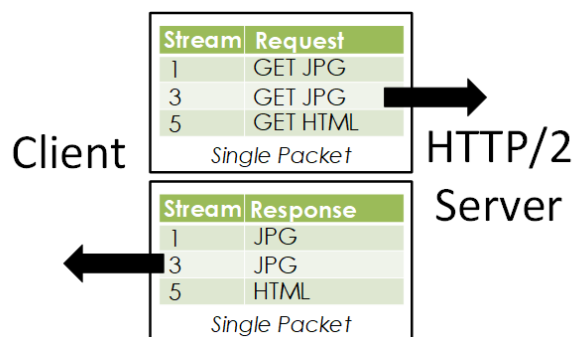 Stream Request
1 GET JPG
3 GET JPG
5 GET HTML
Single Packet
Client
HTTP/2
Server
Stream Response
1 JPG
3 JPG
5 HTML
Single Packet